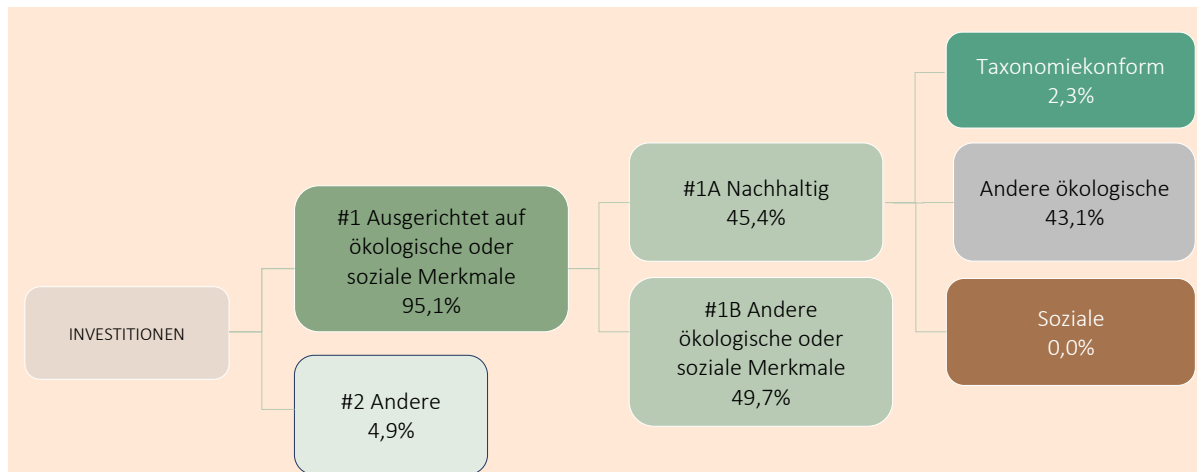 INVESTITIONEN
#1 Ausgerichtet auf
ökologische oder
soziale Merkmale
95,1%
#2 Andere
4,9%
#1A Nachhaltig
45,4%
#1B Andere
ökologische oder
soziale Merkmale
49,7%
Taxonomiekonform
2,3%
Andere ökologische
43,1%
Soziale
0,0%